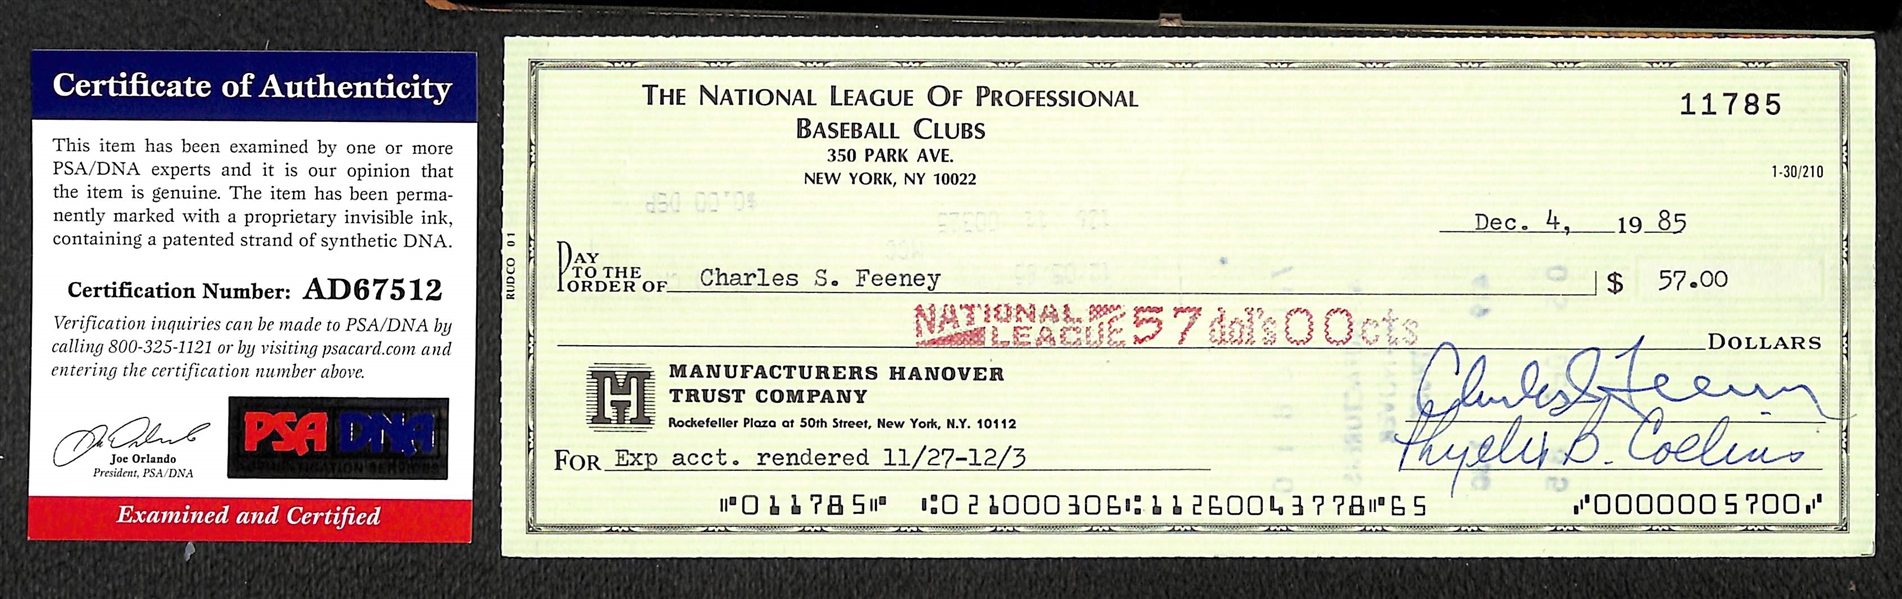 Certificate of Authenticity
This item has been examined by one or more
PSA/DNA experts and it is our opinion that
the item is genuine. The item has been perma-
nently marked with a proprietary invisible ink,
containing a patented strand of synthetic DNA.
Certification Number: AD67512
Verification inquiries can be made to PSA/DNA by
calling 800-325-1121 or by visiting psacard.com and
entering the certification number above.
PSA DNA
Joe Orlando
President, PSA/DNA
Examined and Certified
THE NATIONAL LEAGUE OF PROFESSIONAL
BASEBALL CLUBS
350 PARK AVE.
NEW YORK, NY 10022
11785
1-30/210
Dec. 4, 19 85
RUDCO 01
PAY TO THE ORDER OF Charles S. Feeney $ 57.00
NATIONAL LEAGUE 57 dol's 00 cts
DOLLARS
MANUFACTURERS HANOVER
TRUST COMPANY
Rockefeller Plaza at 50th Street, New York, N.Y. 10112
Charles S Feeney
Phyllis B. Collins
FOR Exp acct. rendered 11/27-12/3
⑈011785⑈ ⑆021000306⑆11260043778⑈65 ⑇0000005700⑇